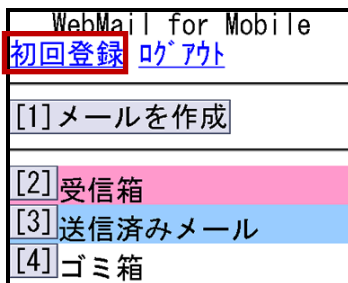 WebMail for Mobile
初回登録 ﾛｸﾞｱｳﾄ
[1]メールを作成
[2]受信箱
[3]送信済みメール
[4]ゴミ箱